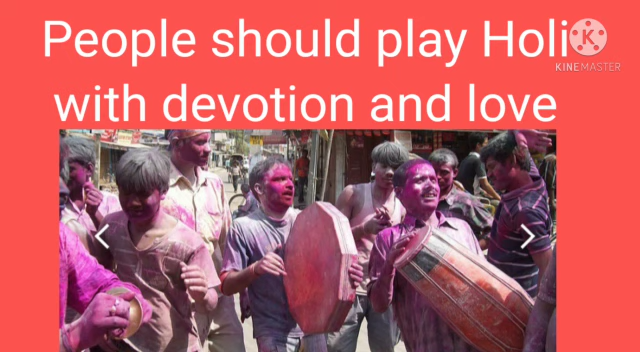 People should play Holi
K
KINEMASTER
with devotion and love